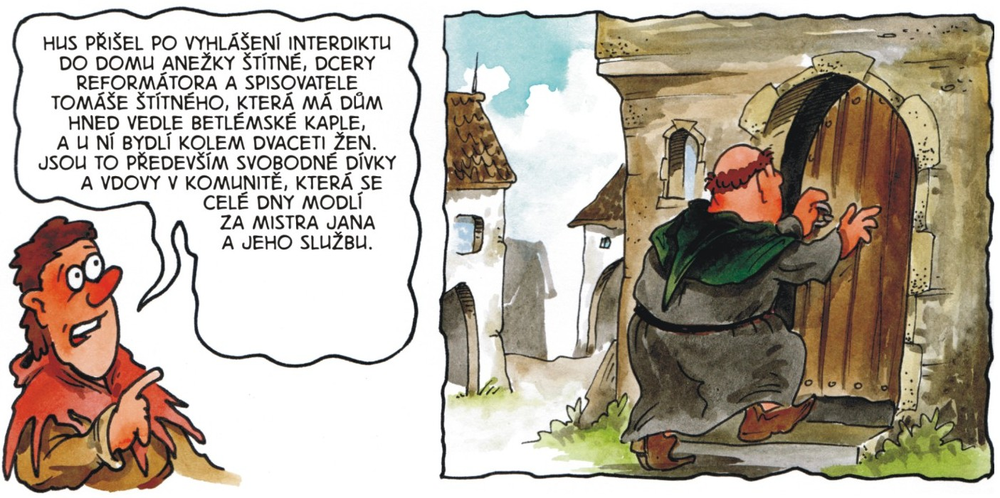 HUS PŘIŠEL PO VYHLÁŠENÍ INTERDIKTU
DO DOMU ANEŽKY ŠTÍTNÉ, DCERY
REFORMÁTORA A SPISOVATELE
TOMÁŠE ŠTÍTNÉHO, KTERÁ MÁ DŮM
HNED VEDLE BETLÉMSKÉ KAPLE,
A U NÍ BYDLÍ KOLEM DVACETI ŽEN.
JSOU TO PŘEDEVŠÍM SVOBODNÉ DÍVKY
A VDOVY V KOMUNITĚ, KTERÁ SE
CELÉ DNY MODLÍ
ZA MISTRA JANA
A JEHO SLUŽBU.